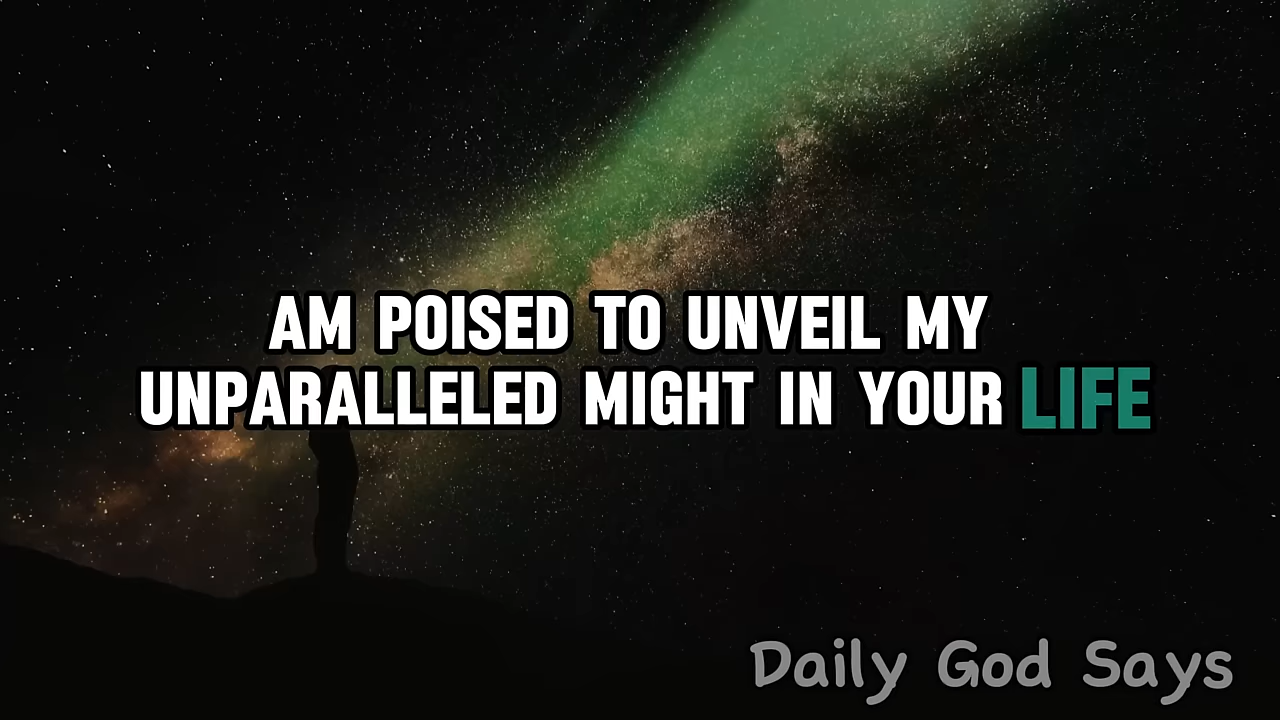 AM POISED TO UNVEIL MY
UNPARALLELED MIGHT IN YOUR LIFE
Daily God Says